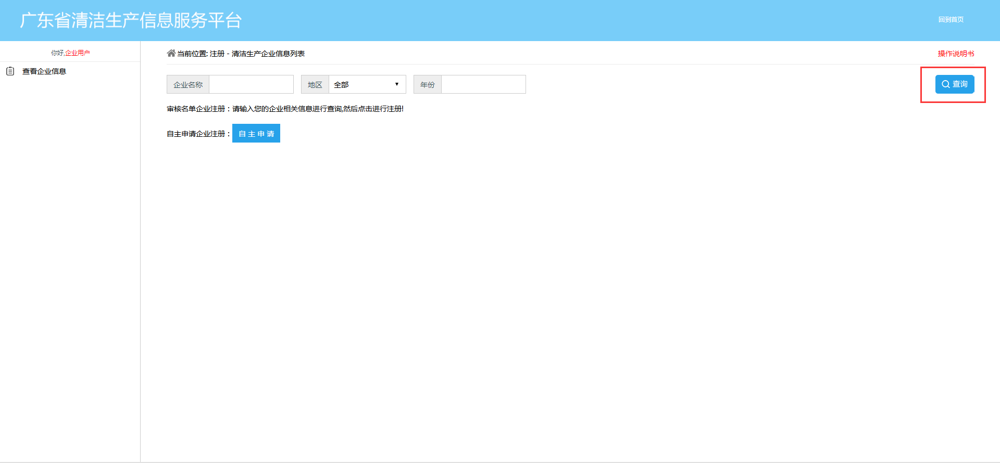 广东省清洁生产信息服务平台
回到首页
你好,企业用户
查看企业信息
当前位置: 注册 - 清洁生产企业信息列表
操作说明书
企业名称 地区 全部 年份 查询
审核名单企业注册：请输入您的企业相关信息进行查询,然后点击进行注册!
自主申请企业注册： 自 主 申 请